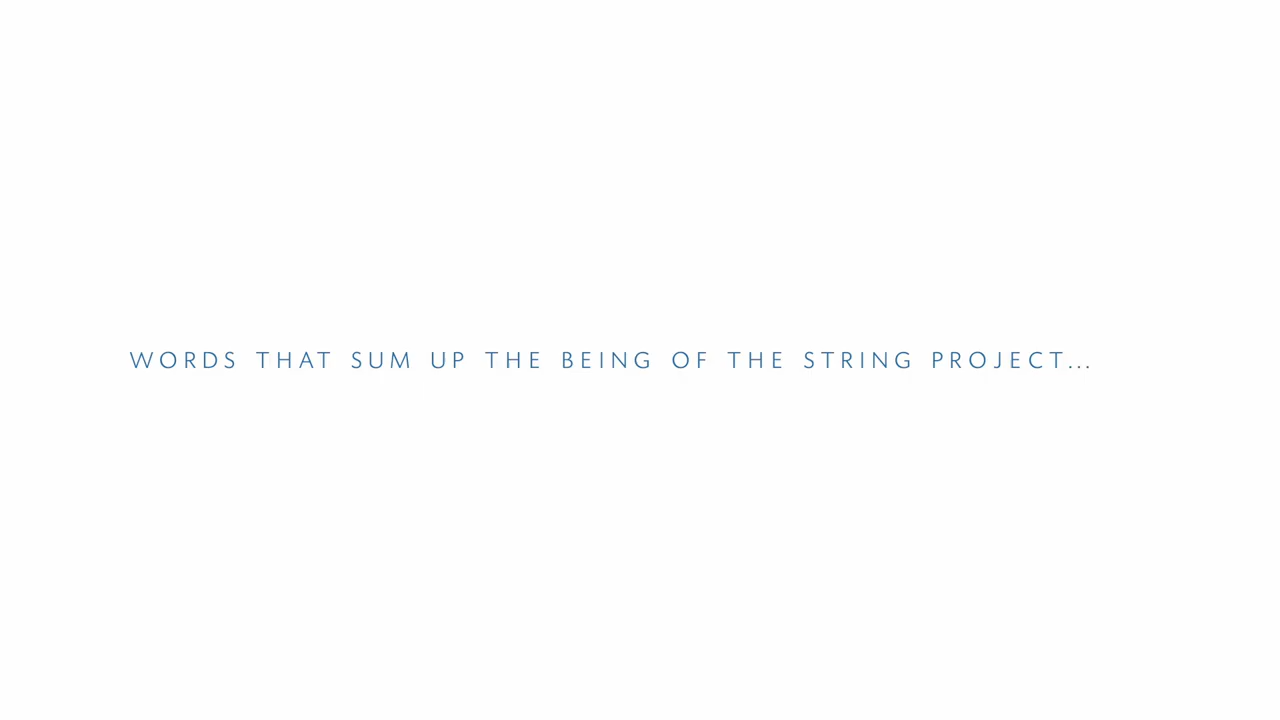 WORDS THAT SUM UP THE BEING OF THE STRING PROJECT...